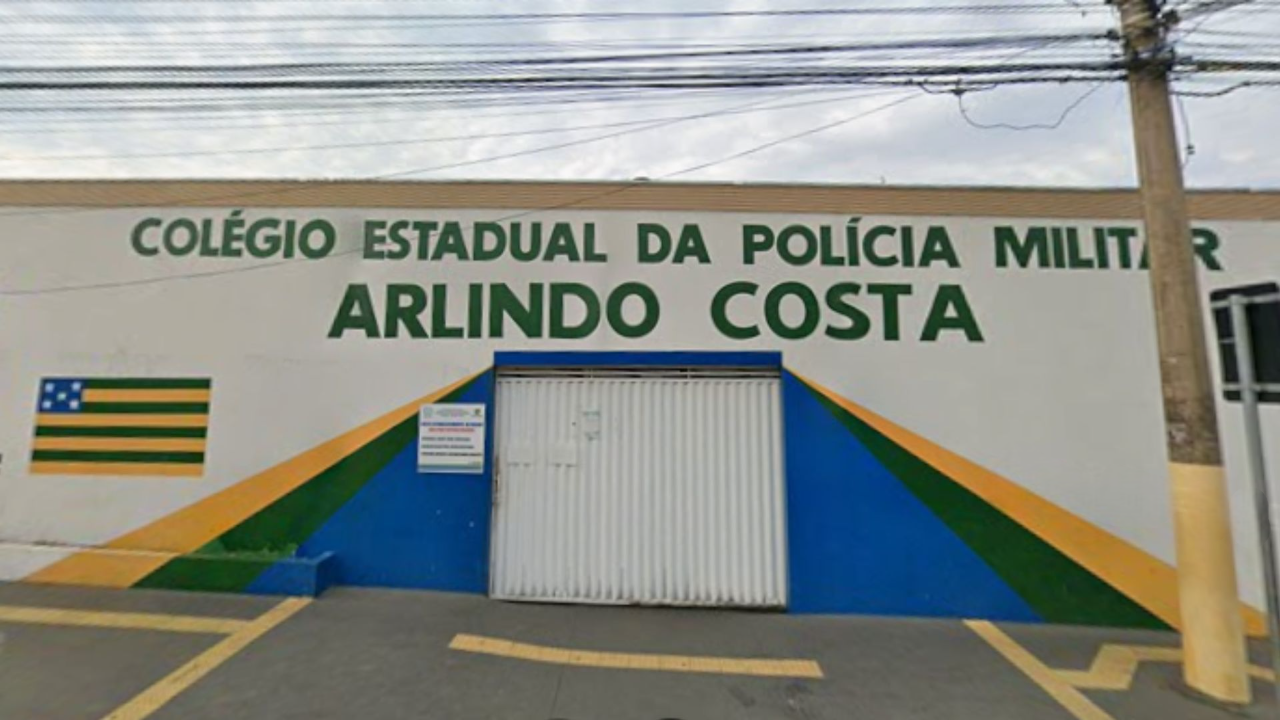 COLÉGIO ESTADUAL DA POLÍCIA MILITAR
ARLINDO COSTA